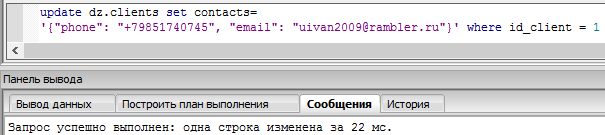 update dz.clients set contacts=
'{"phone": "+79851740745", "email": "uivan2009@rambler.ru"}' where id_client = 1
Панель вывода
Вывод данных Построить план выполнения Сообщения История
Запрос успешно выполнен: одна строка изменена за 22 мс.